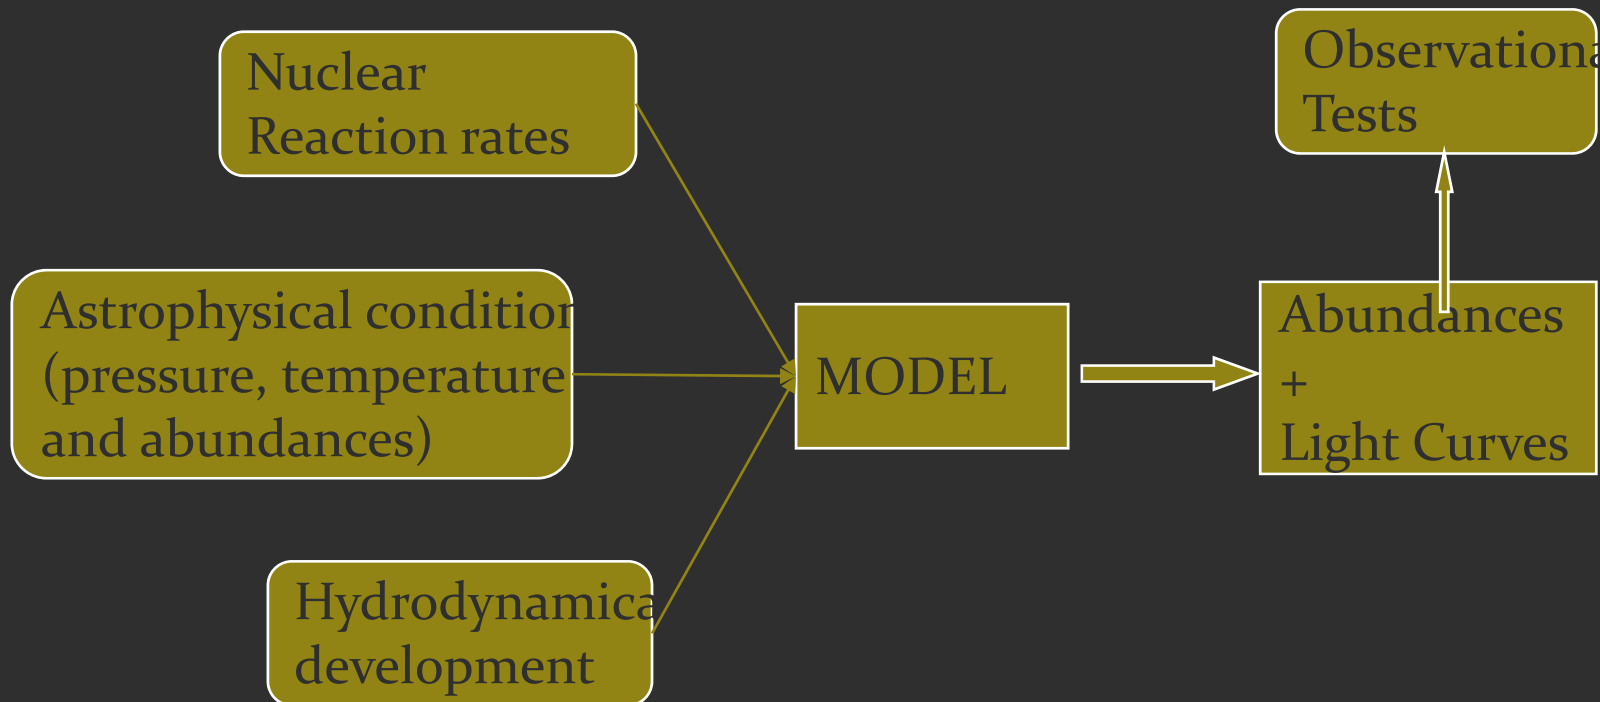 Nuclear
Reaction rates
Astrophysical condition
(pressure, temperature
and abundances)
Hydrodynamica
development
MODEL
Observationa
Tests
Abundances
+
Light Curves